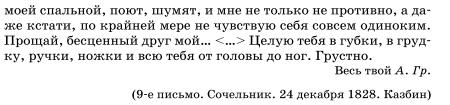 моей спальной, поют, шумят, и мне не только не противно, а да-
же кстати, по крайней мере не чувствую себя совсем одиноким.
Прощай, бесценный друг мой... <...> Целую тебя в губки, в груд-
ку, ручки, ножки и всю тебя от головы до ног. Грустно.
Весь твой А. Гр.
(9-е письмо. Сочельник. 24 декабря 1828. Казбин)